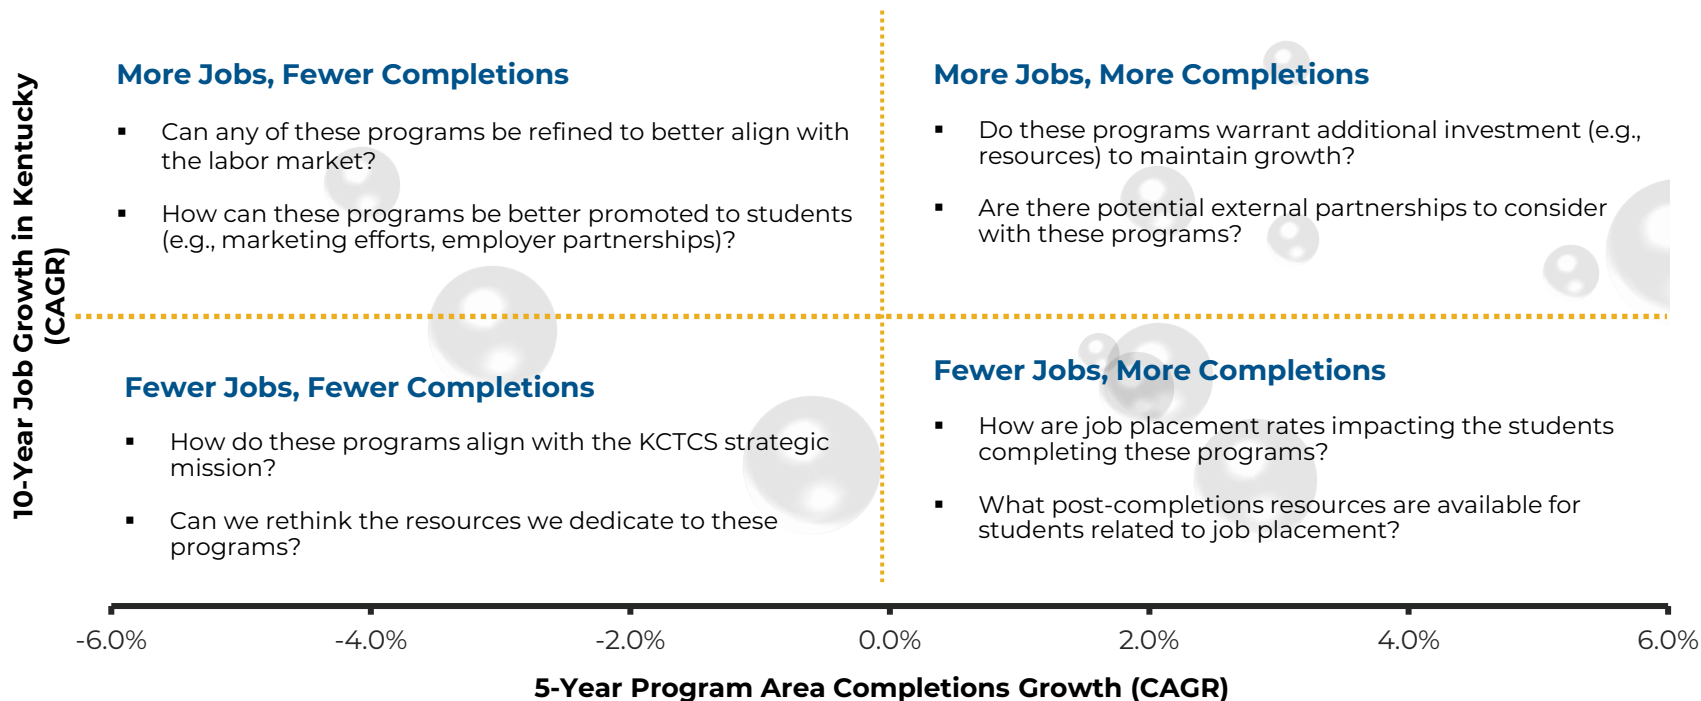 10-Year Job Growth in Kentucky
(CAGR)
More Jobs, Fewer Completions
▪ Can any of these programs be refined to better align with
the labor market?
▪ How can these programs be better promoted to students
(e.g., marketing efforts, employer partnerships)?
More Jobs, More Completions
▪ Do these programs warrant additional investment (e.g.,
resources) to maintain growth?
▪ Are there potential external partnerships to consider
with these programs?
Fewer Jobs, Fewer Completions
▪ How do these programs align with the KCTCS strategic
mission?
▪ Can we rethink the resources we dedicate to these
programs?
Fewer Jobs, More Completions
▪ How are job placement rates impacting the students
completing these programs?
▪ What post-completions resources are available for
students related to job placement?
-6.0% -4.0% -2.0% 0.0% 2.0% 4.0% 6.0%
5-Year Program Area Completions Growth (CAGR)